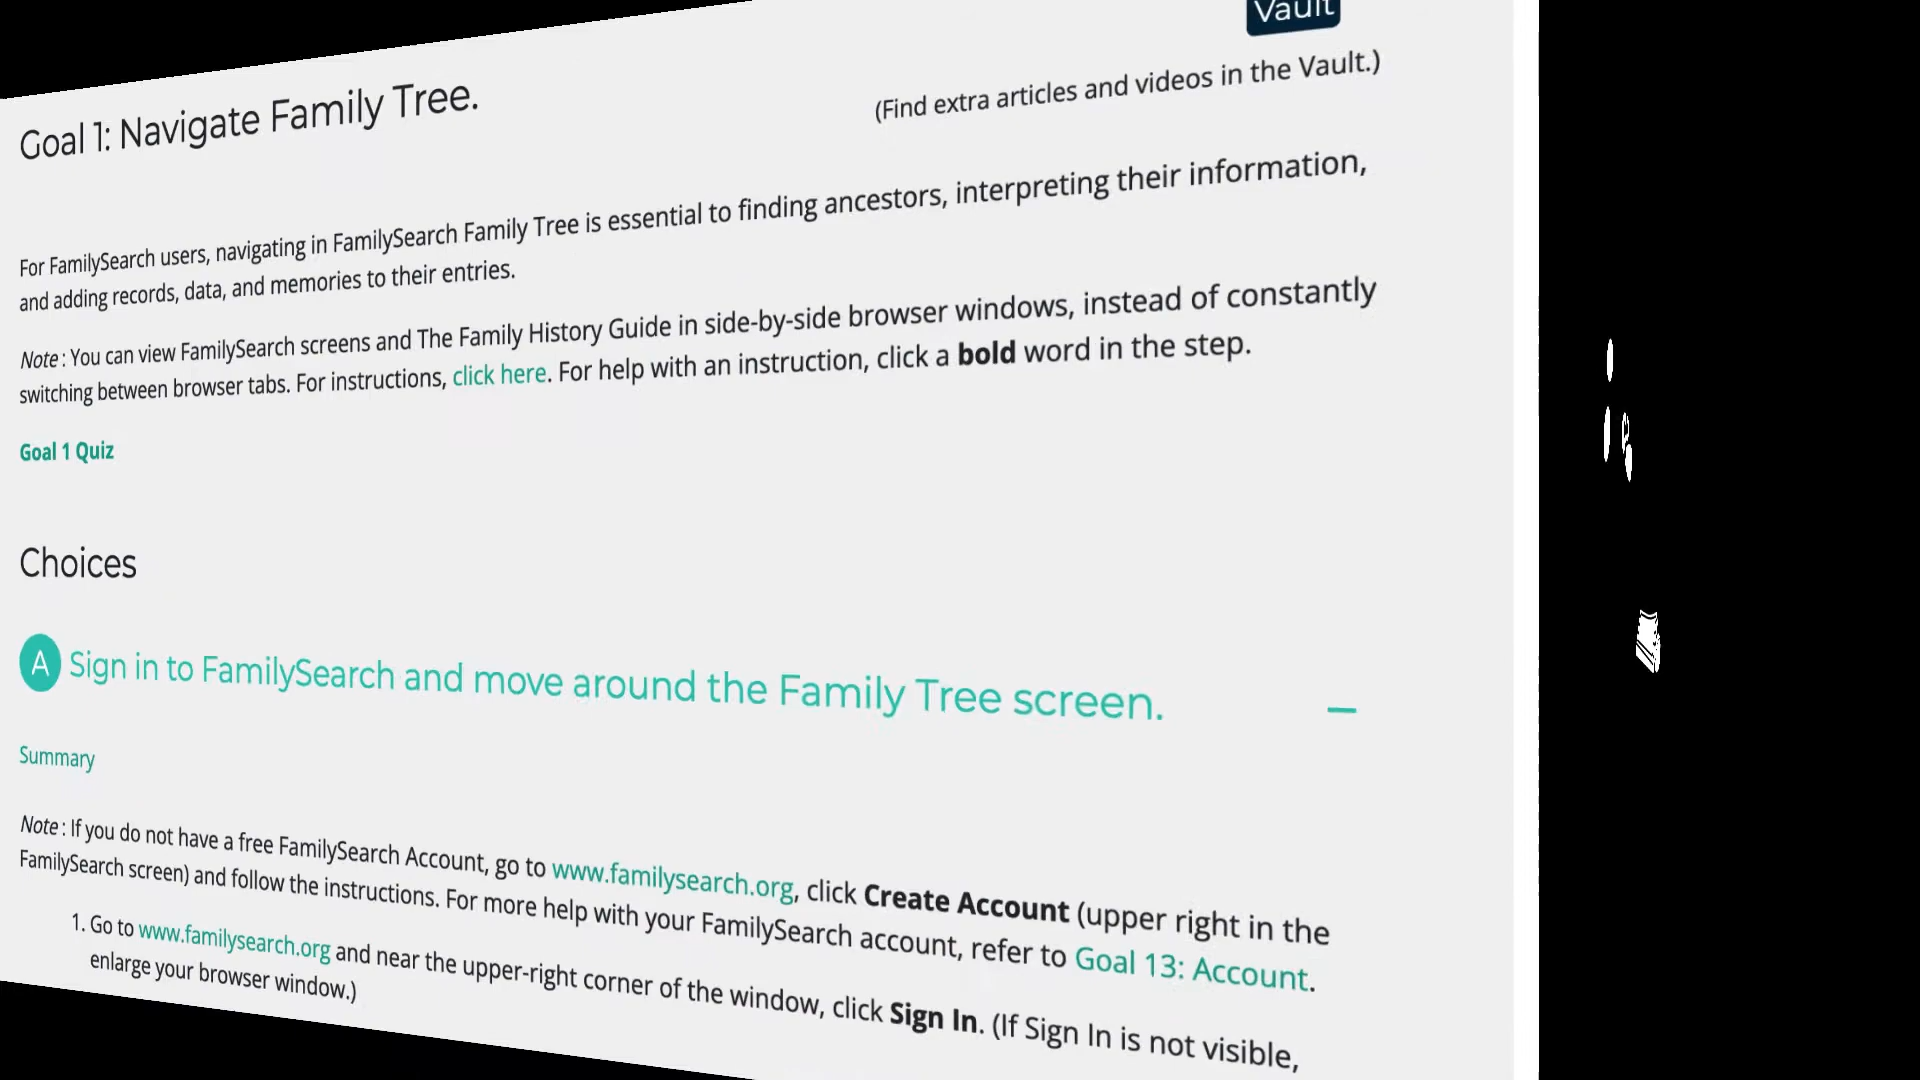 Vault
Goal 1: Navigate Family Tree.
(Find extra articles and videos in the Vault.)
For FamilySearch users, navigating in FamilySearch Family Tree is essential to finding ancestors, interpreting their information,
and adding records, data, and memories to their entries.
Note: You can view FamilySearch screens and The Family History Guide in side-by-side browser windows, instead of constantly
switching between browser tabs. For instructions, click here. For help with an instruction, click a bold word in the step.
Goal 1 Quiz
Choices
A Sign in to FamilySearch and move around the Family Tree screen. –
Summary
Note: If you do not have a free FamilySearch Account, go to www.familysearch.org, click Create Account (upper right in the
FamilySearch screen) and follow the instructions. For more help with your FamilySearch account, refer to Goal 13: Account.
1. Go to www.familysearch.org and near the upper-right corner of the window, click Sign In. (If Sign In is not visible,
enlarge your browser window.)